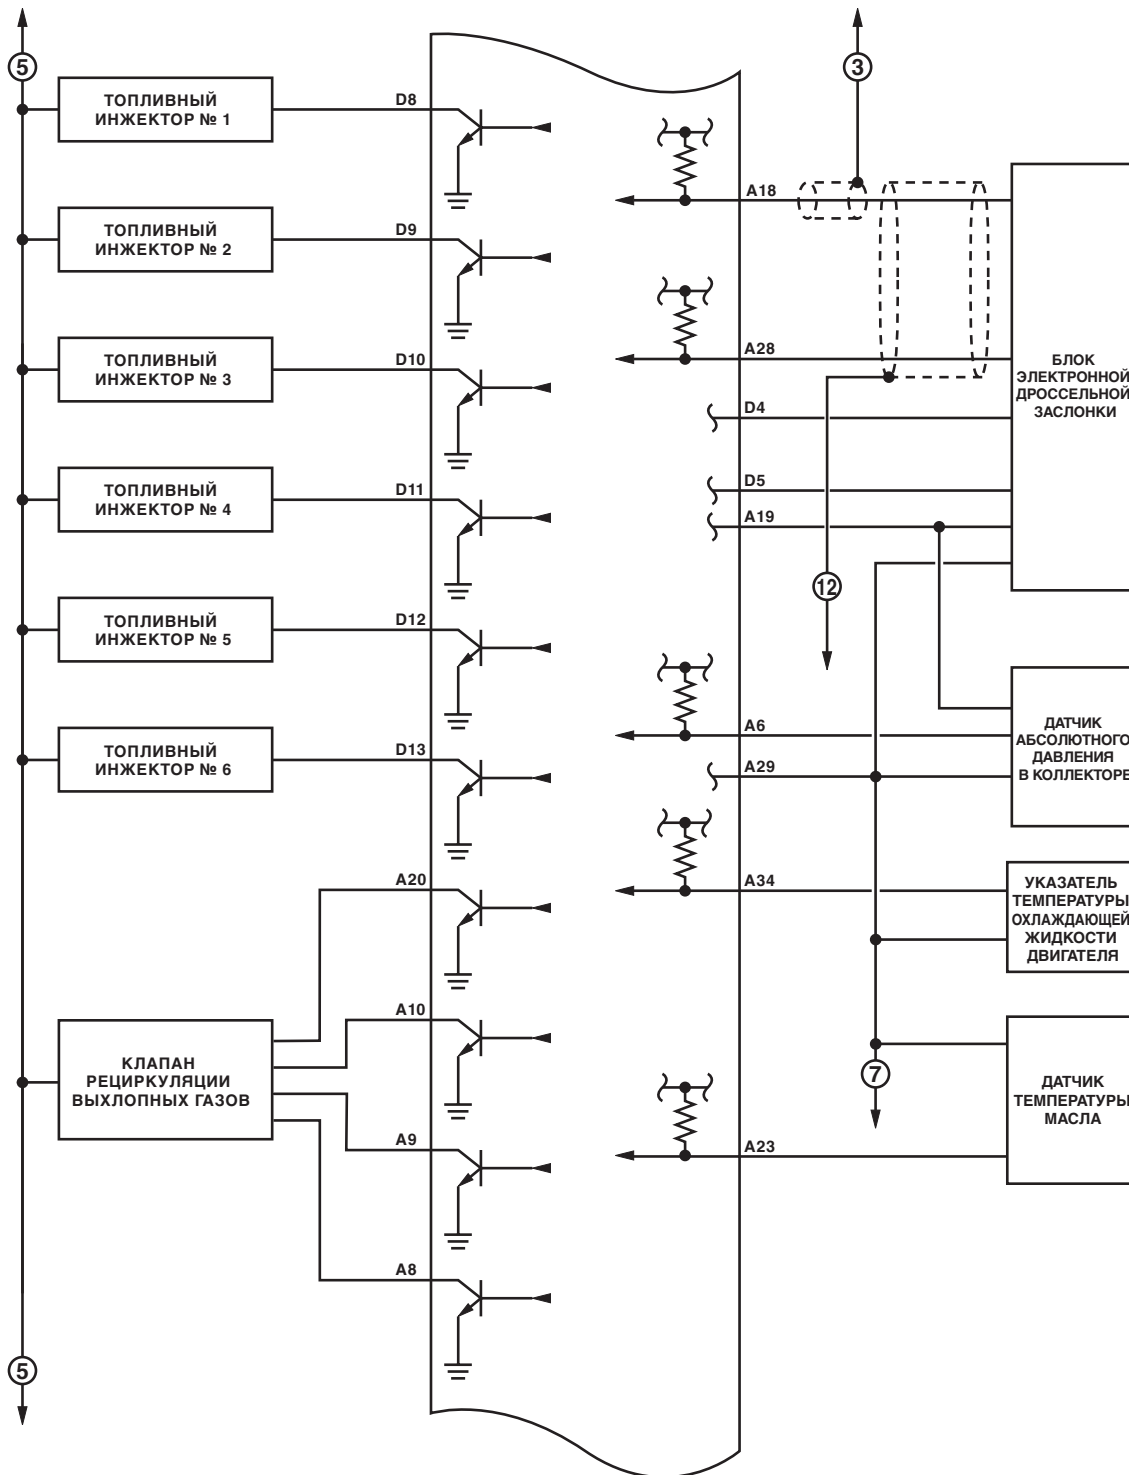 5
3
ТОПЛИВНЫЙ
ИНЖЕКТОР № 1
D8
A18
ТОПЛИВНЫЙ
ИНЖЕКТОР № 2
D9
ТОПЛИВНЫЙ
ИНЖЕКТОР № 3
D10
A28
БЛОК
ЭЛЕКТРОННОЙ
ДРОССЕЛЬНОЙ
ЗАСЛОНКИ
D4
ТОПЛИВНЫЙ
ИНЖЕКТОР № 4
D11
D5
A19
12
ТОПЛИВНЫЙ
ИНЖЕКТОР № 5
D12
ТОПЛИВНЫЙ
ИНЖЕКТОР № 6
D13
A6
A29
ДАТЧИК
АБСОЛЮТНОГО
ДАВЛЕНИЯ
В КОЛЛЕКТОРЕ
A20
A34
УКАЗАТЕЛЬ
ТЕМПЕРАТУРЫ
ОХЛАЖДАЮЩЕЙ
ЖИДКОСТИ
ДВИГАТЕЛЯ
A10
КЛАПАН
РЕЦИРКУЛЯЦИИ
ВЫХЛОПНЫХ ГАЗОВ
7
ДАТЧИК
ТЕМПЕРАТУРЫ
МАСЛА
A9
A23
A8
5